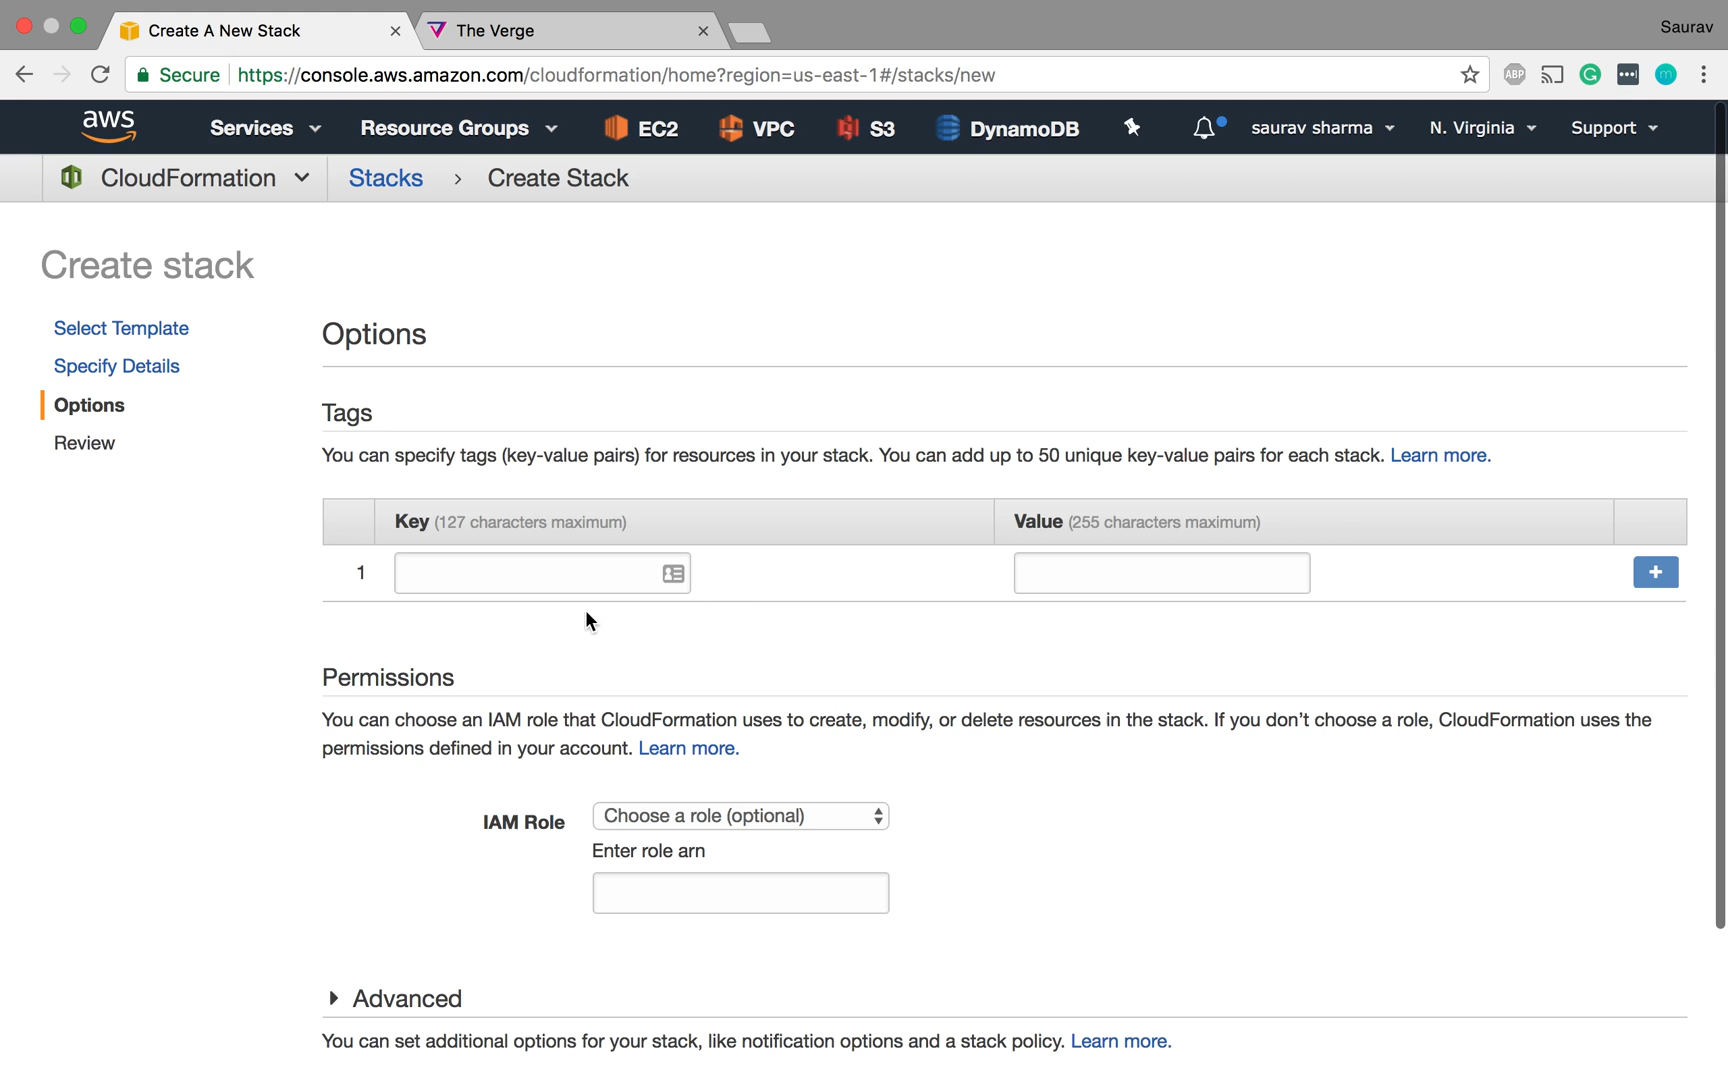 Create A New Stack
The Verge
Saurav
Secure https://console.aws.amazon.com/cloudformation/home?region=us-east-1#/stacks/new
ABP
G
m
aws Services Resource Groups EC2 VPC S3 DynamoDB saurav sharma N. Virginia Support
CloudFormation Stacks > Create Stack
Create stack
Select Template
Specify Details
Options
Review
Options
Tags
You can specify tags (key-value pairs) for resources in your stack. You can add up to 50 unique key-value pairs for each stack. Learn more.
Key (127 characters maximum) Value (255 characters maximum)
1 +
Permissions
You can choose an IAM role that CloudFormation uses to create, modify, or delete resources in the stack. If you don’t choose a role, CloudFormation uses the
permissions defined in your account. Learn more.
IAM Role Choose a role (optional)
Enter role arn
Advanced
You can set additional options for your stack, like notification options and a stack policy. Learn more.